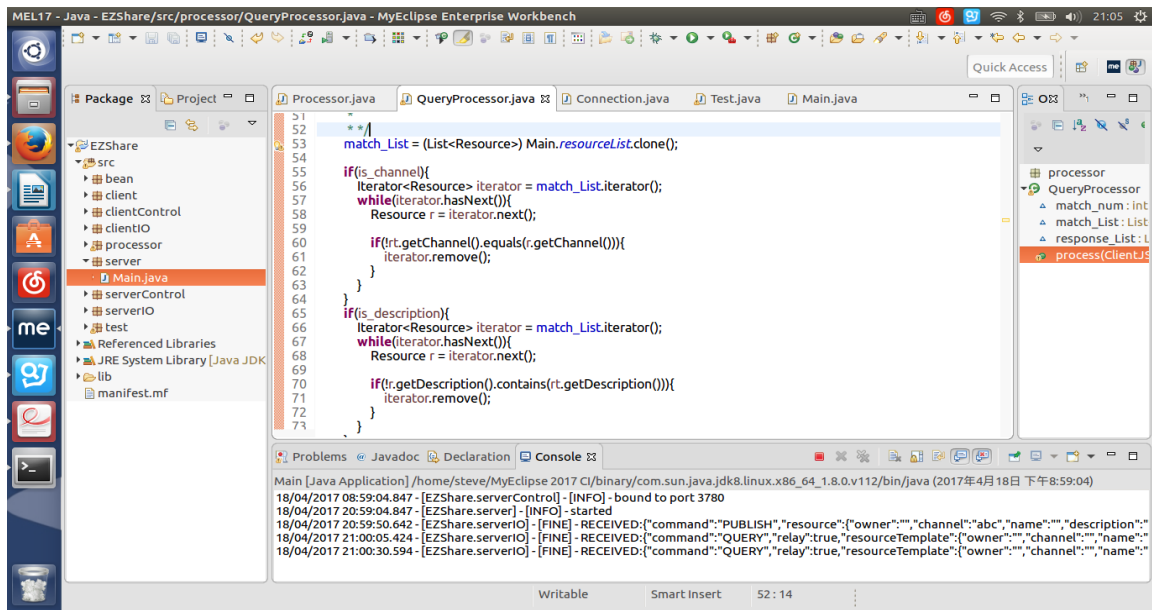 MEL17 - Java - EZShare/src/processor/QueryProcessor.java - MyEclipse Enterprise Workbench
21:05
Quick Access
me
Package
Project
Processor.java
QueryProcessor.java
Connection.java
Test.java
Main.java
EZShare
src
bean
client
clientControl
clientIO
processor
server
Main.java
serverControl
serverIO
test
Referenced Libraries
JRE System Library [Java JDK
lib
manifest.mf
51 *
52 * */
53 match_List = (List<Resource>) Main.resourceList.clone();
54
55 if(is_channel){
56 Iterator<Resource> iterator = match_List.iterator();
57 while(iterator.hasNext()){
58 Resource r = iterator.next();
59
60 if(!rt.getChannel().equals(r.getChannel())){
61 iterator.remove();
62 }
63 }
64 }
65 if(is_description){
66 Iterator<Resource> iterator = match_List.iterator();
67 while(iterator.hasNext()){
68 Resource r = iterator.next();
69
70 if(!r.getDescription().contains(rt.getDescription())){
71 iterator.remove();
72 }
73 }
processor
QueryProcessor
match_num : int
match_List : List
response_List : L
process(ClientJS
me
Problems
Javadoc
Declaration
Console
Main [Java Application] /home/steve/MyEclipse 2017 CI/binary/com.sun.java.jdk8.linux.x86_64_1.8.0.v112/bin/java (2017年4月18日 下午8:59:04)
18/04/2017 08:59:04.847 - [EZShare.serverControl] - [INFO] - bound to port 3780
18/04/2017 20:59:04.847 - [EZShare.server] - [INFO] - started
18/04/2017 20:59:50.642 - [EZShare.serverIO] - [FINE] - RECEIVED:{"command":"PUBLISH","resource":{"owner":"","channel":"abc","name":"","description":"
18/04/2017 21:00:05.424 - [EZShare.serverIO] - [FINE] - RECEIVED:{"command":"QUERY","relay":true,"resourceTemplate":{"owner":"","channel":"","name":"
18/04/2017 21:00:30.594 - [EZShare.serverIO] - [FINE] - RECEIVED:{"command":"QUERY","relay":true,"resourceTemplate":{"owner":"","channel":"","name":"
Writable
Smart Insert
52 : 14